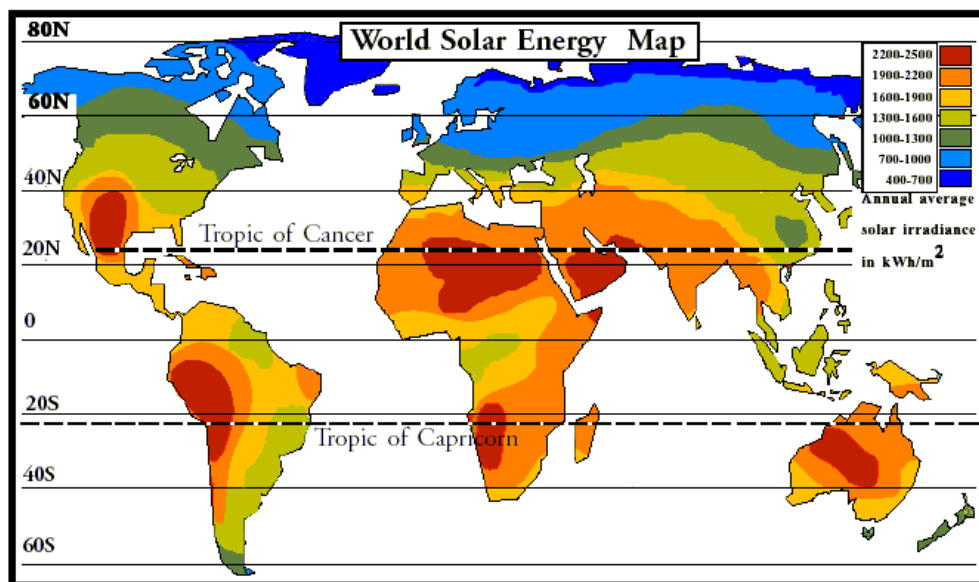 World Solar Energy Map
80N
60N
40N
20N
0
20S
40S
60S
Tropic of Cancer
Tropic of Capricorn
2200-2500
1900-2200
1600-1900
1300-1600
1000-1300
700-1000
400-700
Annual average
solar irradiance
in kWh/m²